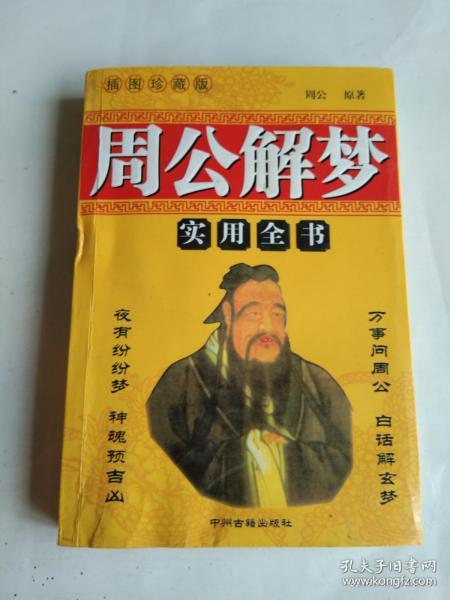 插图珍藏版
周公 原著
周公解梦
实用全书
万事问周公 白话解玄梦
夜有纷纷梦 神魂预吉凶
中州古籍出版社
孔夫子旧书网
www.kongfz.com